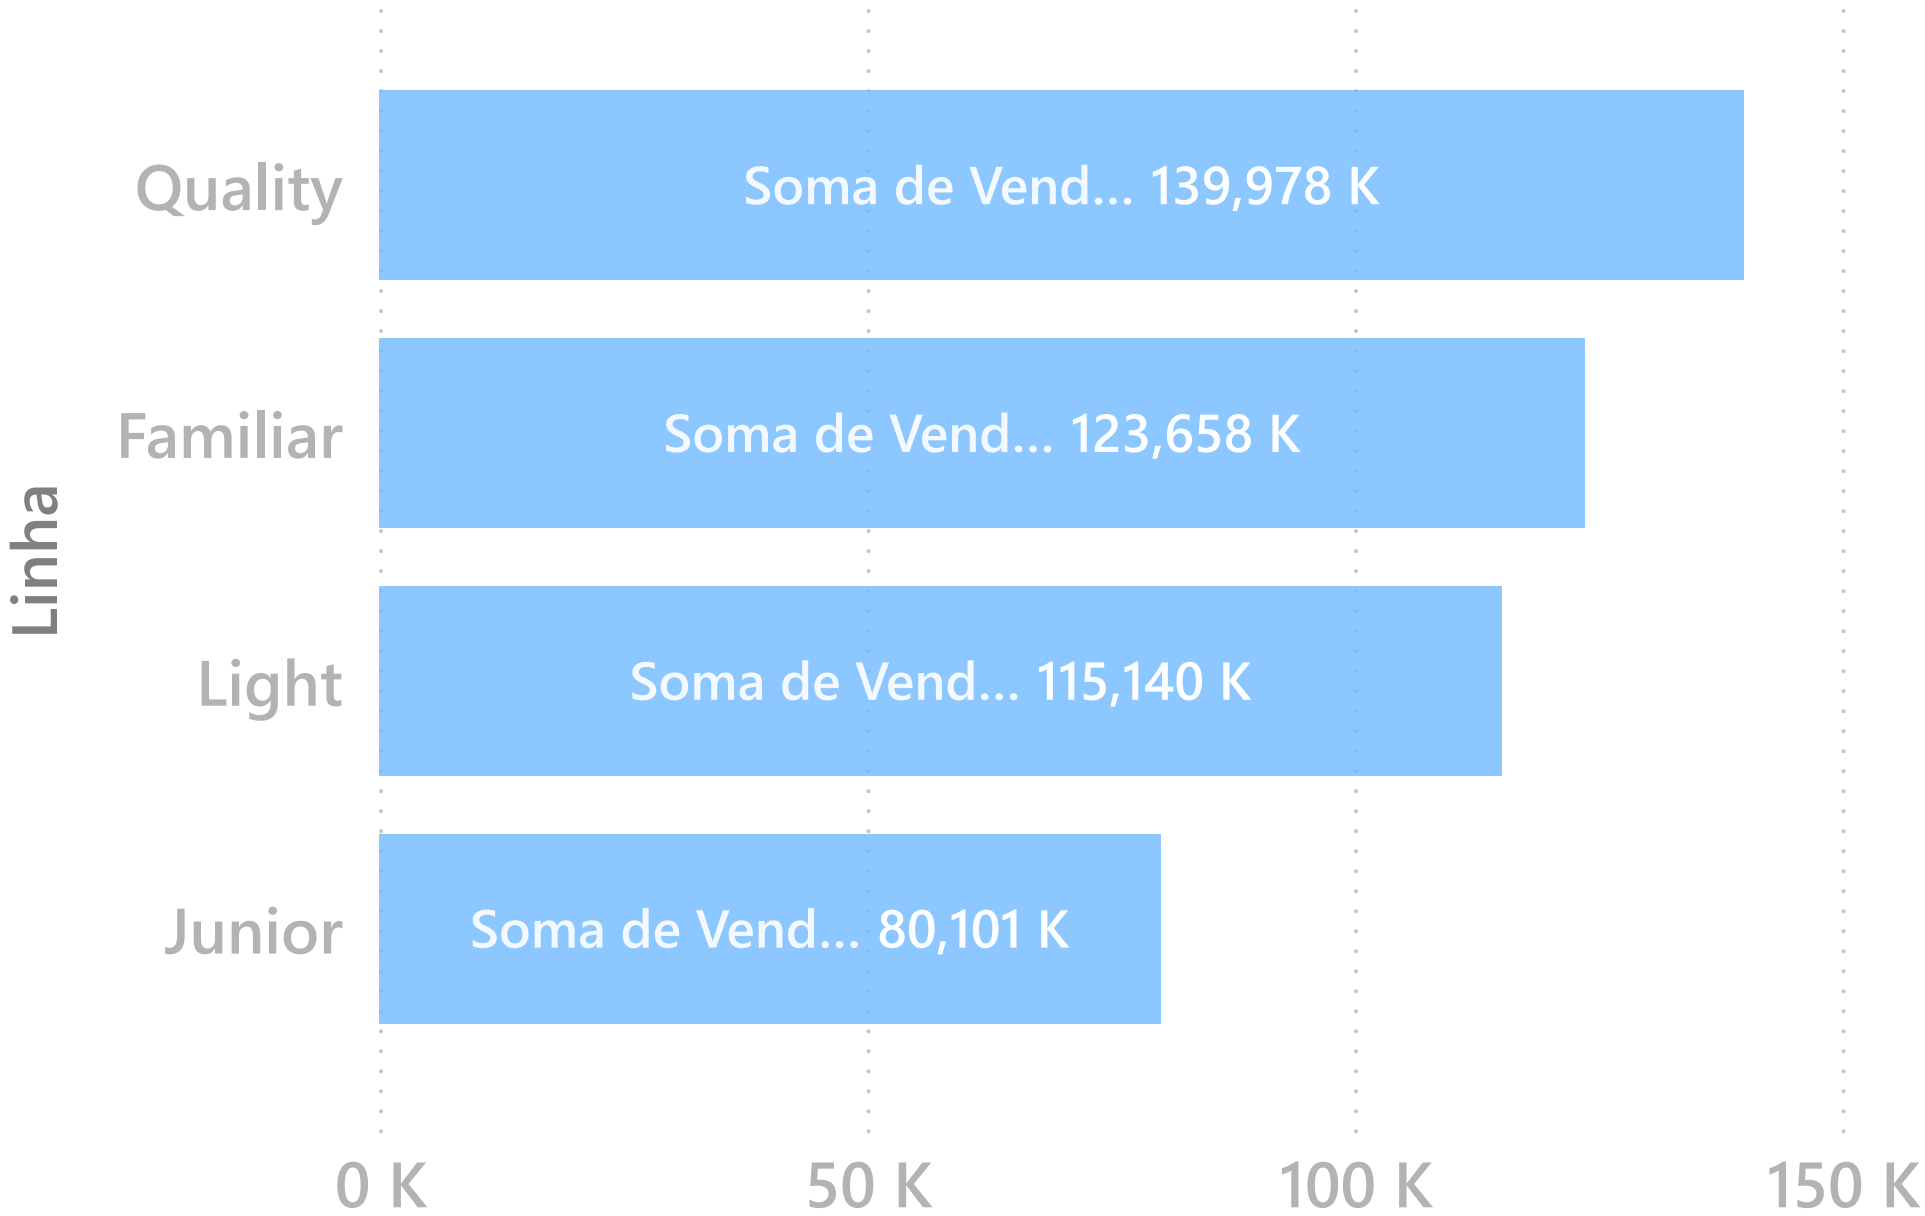 Linha
Quality
Soma de Vend... 139,978 K
Familiar
Soma de Vend... 123,658 K
Light
Soma de Vend... 115,140 K
Junior
Soma de Vend... 80,101 K
0 K 50 K 100 K 150 K